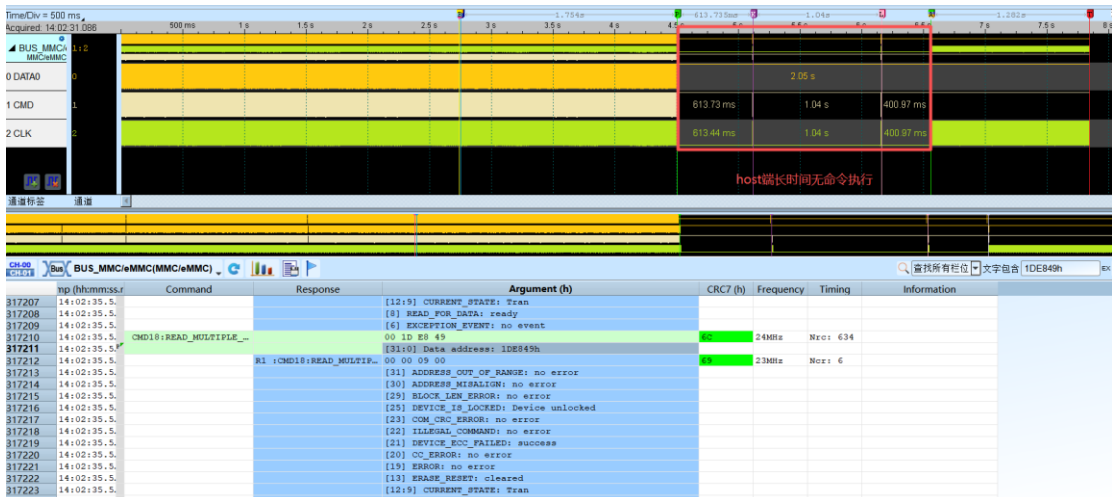 Time/Div = 500 ms
1.754s 613.735ms 1.04s 1.282s
Acquired: 14:02:31.086
500 ms 1 s 1.5 s 2 s 2.5 s 3 s 3.5 s 4 s 4.5 s 5 s 5.5 s 6 s 6.5 s 7 s 7.5 s 8 s
BUS_MMC/e 1:2
MMC/eMMC
0 DATA0 0 2.05 s
1 CMD 1 613.73 ms 1.04 s 400.97 ms
2 CLK 2 613.44 ms 1.04 s 400.97 ms
host端长时间无命令执行
通道标签 通道
CH-00 CH-01 Bus BUS_MMC/eMMC(MMC/eMMC) 查找所有栏位 文字包含 1DE849h
mp (hh:mm:ss.r Command Response Argument (h) CRC7 (h) Frequency Timing Information
317207 14:02:35.5. [12:9] CURRENT_STATE: Tran
317208 14:02:35.5. [8] READ_FOR_DATA: ready
317209 14:02:35.5. [6] EXCEPTION_EVENT: no event
317210 14:02:35.5. CMD18:READ_MULTIPLE_... 00 1D E8 49 6C 24MHz Nrc: 634
317211 14:02:35.5. [31:0] Data address: 1DE849h
317212 14:02:35.5. R1 :CMD18:READ_MULTIP... 00 00 09 00 69 23MHz Ncr: 6
317213 14:02:35.5. [31] ADDRESS_OUT_OF_RANGE: no error
317214 14:02:35.5. [30] ADDRESS_MISALIGN: no error
317215 14:02:35.5. [29] BLOCK_LEN_ERROR: no error
317216 14:02:35.5. [25] DEVICE_IS_LOCKED: Device unlocked
317217 14:02:35.5. [23] COM_CRC_ERROR: no error
317218 14:02:35.5. [22] ILLEGAL_COMMAND: no error
317219 14:02:35.5. [21] DEVICE_ECC_FAILED: success
317220 14:02:35.5. [20] CC_ERROR: no error
317221 14:02:35.5. [19] ERROR: no error
317222 14:02:35.5. [13] ERASE_RESET: cleared
317223 14:02:35.5. [12:9] CURRENT_STATE: Tran